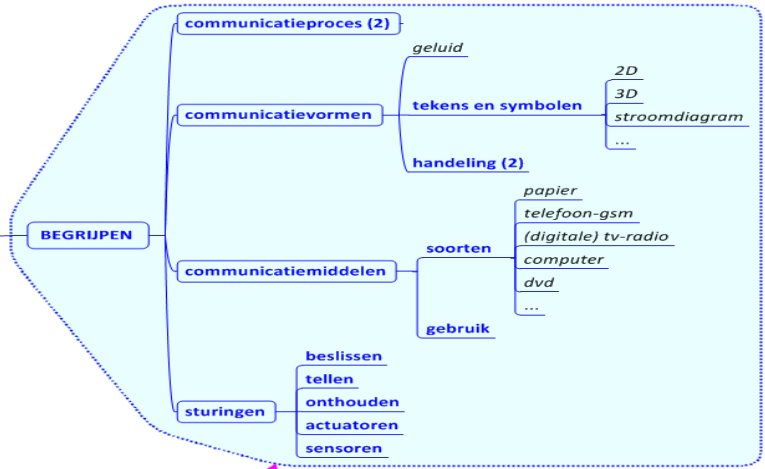 communicatieproces (2)
geluid
2D
3D
tekens en symbolen
stroomdiagram
communicatievormen
...
handeling (2)
papier
telefoon-gsm
BEGRIJPEN
(digitale) tv-radio
soorten
computer
communicatiemiddelen
dvd
...
gebruik
beslissen
tellen
onthouden
sturingen
actuatoren
sensoren